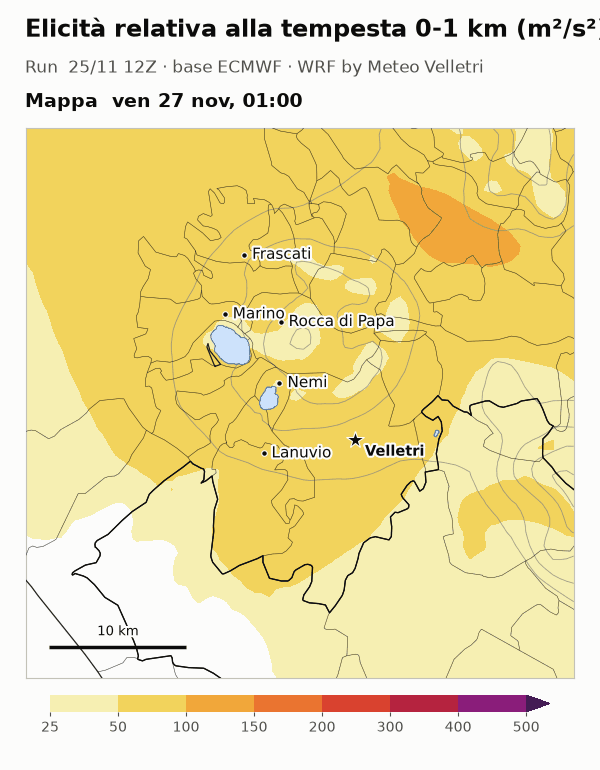 Elicità relativa alla tempesta 0-1 km (m²/s²)
Run  25/11 12Z · base ECMWF · WRF by Meteo Velletri
Mappa  ven 27 nov, 01:00
Frascati
Marino
Rocca di Papa
Nemi
Velletri
Lanuvio
10 km
25 50 100 150 200 300 400 500